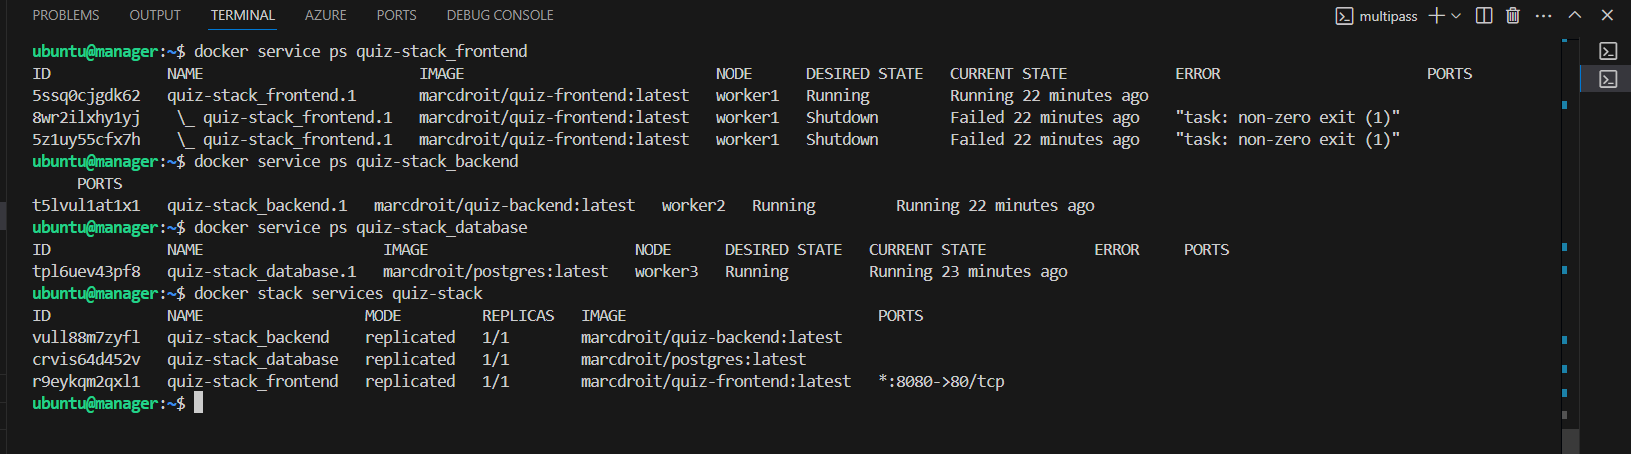 PROBLEMS OUTPUT TERMINAL AZURE PORTS DEBUG CONSOLE multipass
ubuntu@manager:~$ docker service ps quiz-stack_frontend
ID NAME IMAGE NODE DESIRED STATE CURRENT STATE ERROR PORTS
5ssq0cjgdk62 quiz-stack_frontend.1 marcdroit/quiz-frontend:latest worker1 Running Running 22 minutes ago
8wr2ilxhy1yj \_ quiz-stack_frontend.1 marcdroit/quiz-frontend:latest worker1 Shutdown Failed 22 minutes ago "task: non-zero exit (1)"
5z1uy55cfx7h \_ quiz-stack_frontend.1 marcdroit/quiz-frontend:latest worker1 Shutdown Failed 22 minutes ago "task: non-zero exit (1)"
ubuntu@manager:~$ docker service ps quiz-stack_backend
PORTS
t5lvul1at1x1 quiz-stack_backend.1 marcdroit/quiz-backend:latest worker2 Running Running 22 minutes ago
ubuntu@manager:~$ docker service ps quiz-stack_database
ID NAME IMAGE NODE DESIRED STATE CURRENT STATE ERROR PORTS
tpl6uev43pf8 quiz-stack_database.1 marcdroit/postgres:latest worker3 Running Running 23 minutes ago
ubuntu@manager:~$ docker stack services quiz-stack
ID NAME MODE REPLICAS IMAGE PORTS
vull88m7zyfl quiz-stack_backend replicated 1/1 marcdroit/quiz-backend:latest
crvis64d452v quiz-stack_database replicated 1/1 marcdroit/postgres:latest
r9eykqm2qxl1 quiz-stack_frontend replicated 1/1 marcdroit/quiz-frontend:latest *:8080->80/tcp
ubuntu@manager:~$